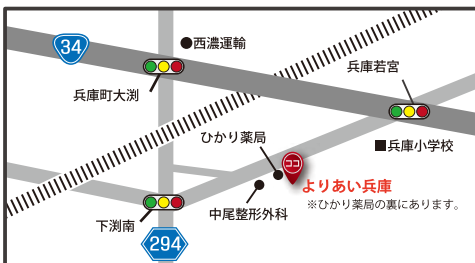 34
西濃運輸
兵庫町大渕
兵庫若宮
兵庫小学校
ひかり薬局
ココ
よりあい兵庫
※ひかり薬局の裏にあります。
中尾整形外科
下渕南
294